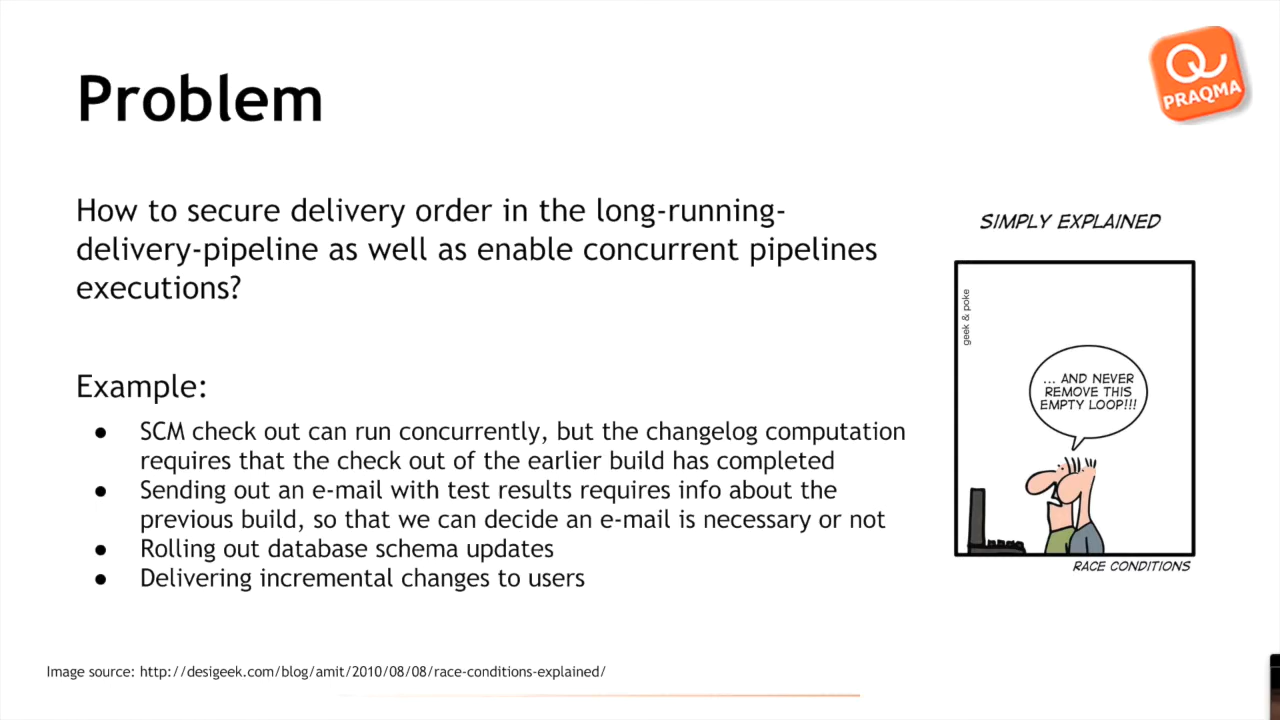 PRAQMA
Problem
How to secure delivery order in the long-running-
delivery-pipeline as well as enable concurrent pipelines
executions?
Example:
● SCM check out can run concurrently, but the changelog computation
requires that the check out of the earlier build has completed
● Sending out an e-mail with test results requires info about the
previous build, so that we can decide an e-mail is necessary or not
● Rolling out database schema updates
● Delivering incremental changes to users
SIMPLY EXPLAINED
geek & poke
... AND NEVER
REMOVE THIS
EMPTY LOOP!!!
RACE CONDITIONS
Image source: http://desigeek.com/blog/amit/2010/08/08/race-conditions-explained/